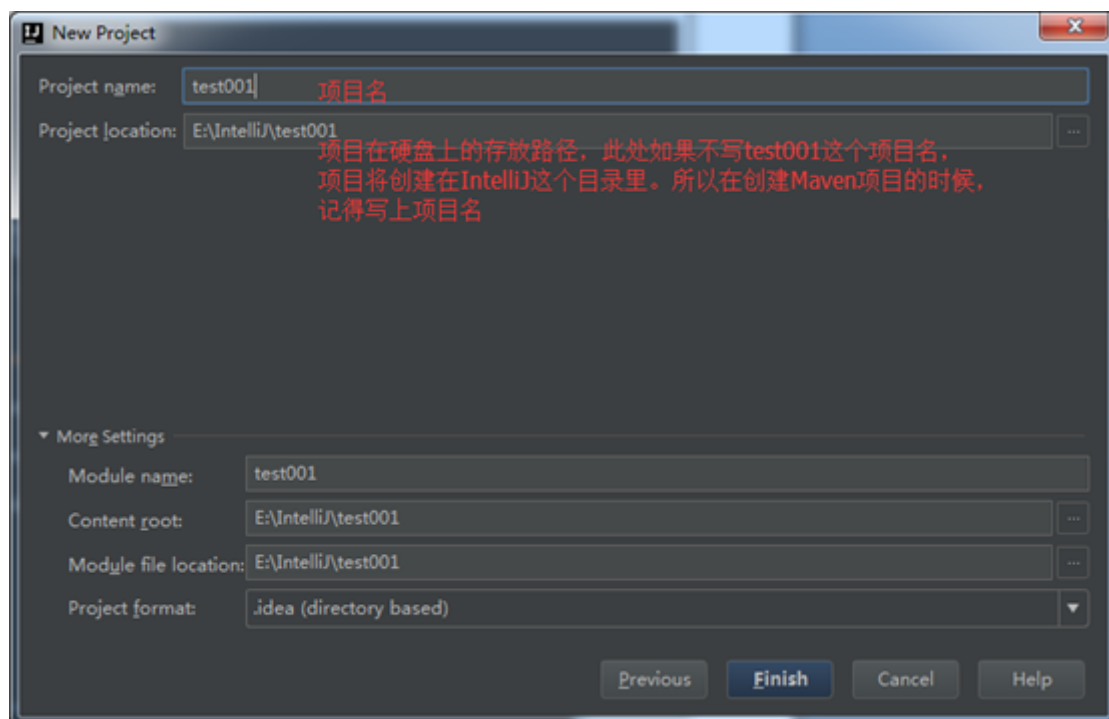 New Project
Project name: test001 项目名
Project location: E:\IntelliJ\test001 ...
项目在硬盘上的存放路径，此处如果不写test001这个项目名，
项目将创建在IntelliJ这个目录里。所以在创建Maven项目的时候，
记得写上项目名
More Settings
Module name: test001
Content root: E:\IntelliJ\test001 ...
Module file location: E:\IntelliJ\test001 ...
Project format: .idea (directory based)
Previous Finish Cancel Help